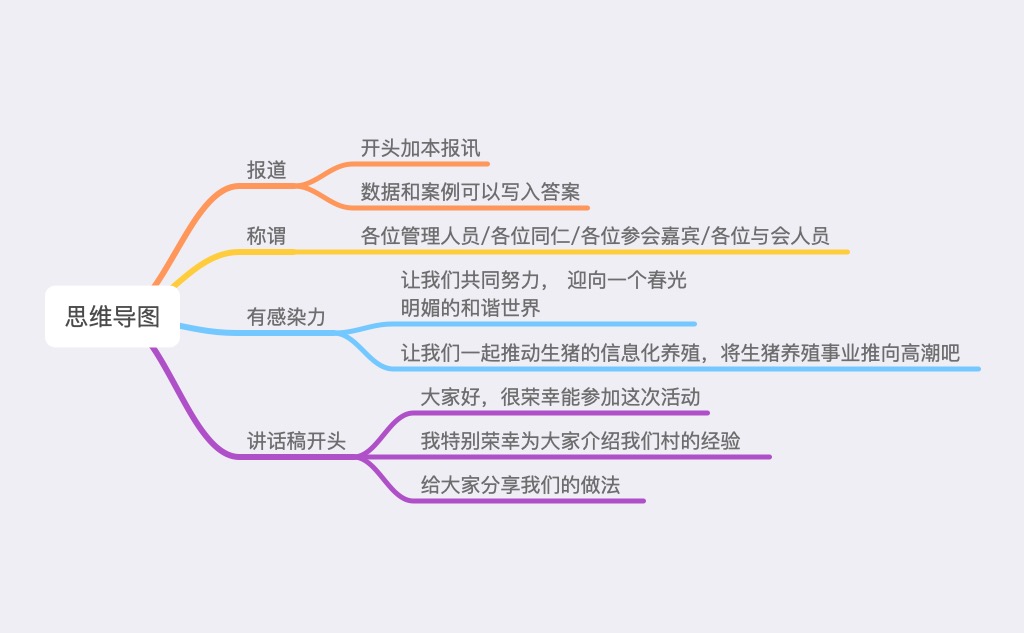 思维导图
报道
开头加本报讯
数据和案例可以写入答案
称谓
各位管理人员/各位同仁/各位参会嘉宾/各位与会人员
有感染力
让我们共同努力， 迎向一个春光
明媚的和谐世界
让我们一起推动生猪的信息化养殖，将生猪养殖事业推向高潮吧
讲话稿开头
大家好，很荣幸能参加这次活动
我特别荣幸为大家介绍我们村的经验
给大家分享我们的做法